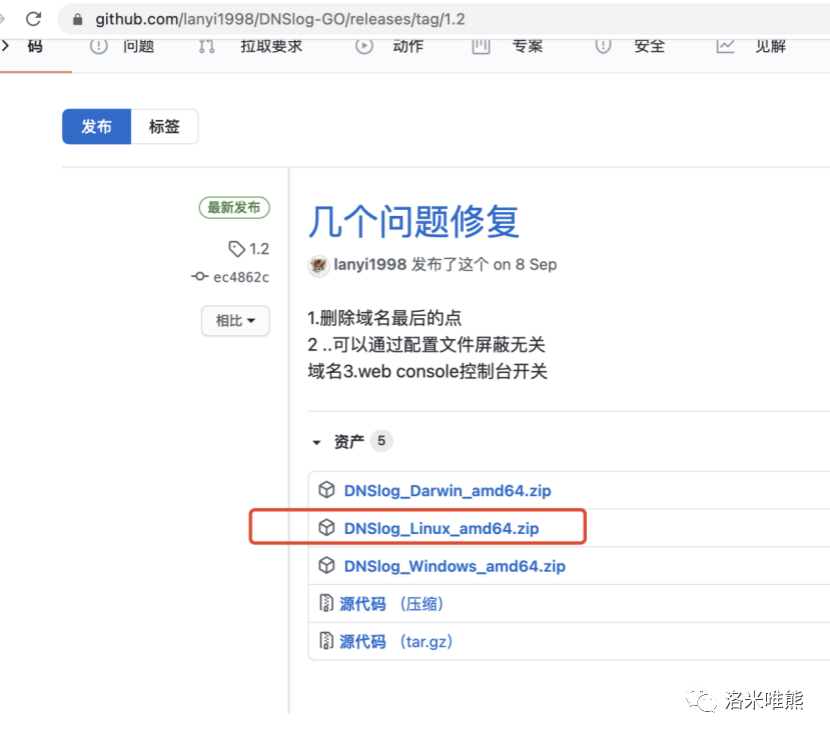 github.com/lanyi1998/DNSlog-GO/releases/tag/1.2
码 问题 拉取要求 动作 专案 安全 见解
发布 标签
最新发布
1.2
ec4862c
相比
几个问题修复
lanyi1998 发布了这个 on 8 Sep
1.删除域名最后的点
2 ..可以通过配置文件屏蔽无关
域名3.web console控制台开关
资产 5
DNSlog_Darwin_amd64.zip
DNSlog_Linux_amd64.zip
DNSlog_Windows_amd64.zip
源代码 (压缩)
源代码 (tar.gz)
洛米唯熊